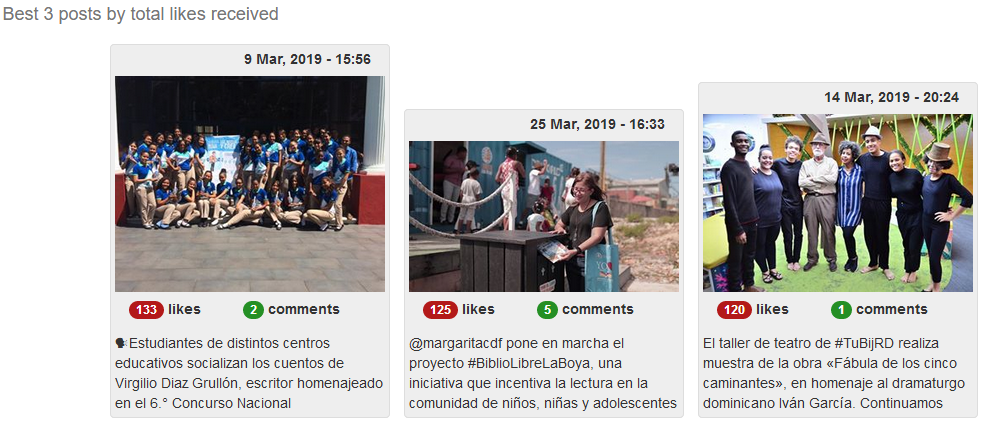 Best 3 posts by total likes received
9 Mar, 2019 - 15:56
133 likes
2 comments
🗣Estudiantes de distintos centros
educativos socializan los cuentos de
Virgilio Diaz Grullón, escritor homenajeado
en el 6.° Concurso Nacional
25 Mar, 2019 - 16:33
125 likes
5 comments
@margaritacdf pone en marcha el
proyecto #BiblioLibreLaBoya, una
iniciativa que incentiva la lectura en la
comunidad de niños, niñas y adolescentes
14 Mar, 2019 - 20:24
120 likes
1 comments
El taller de teatro de #TuBijRD realiza
muestra de la obra «Fábula de los cinco
caminantes», en homenaje al dramaturgo
dominicano Iván García. Continuamos